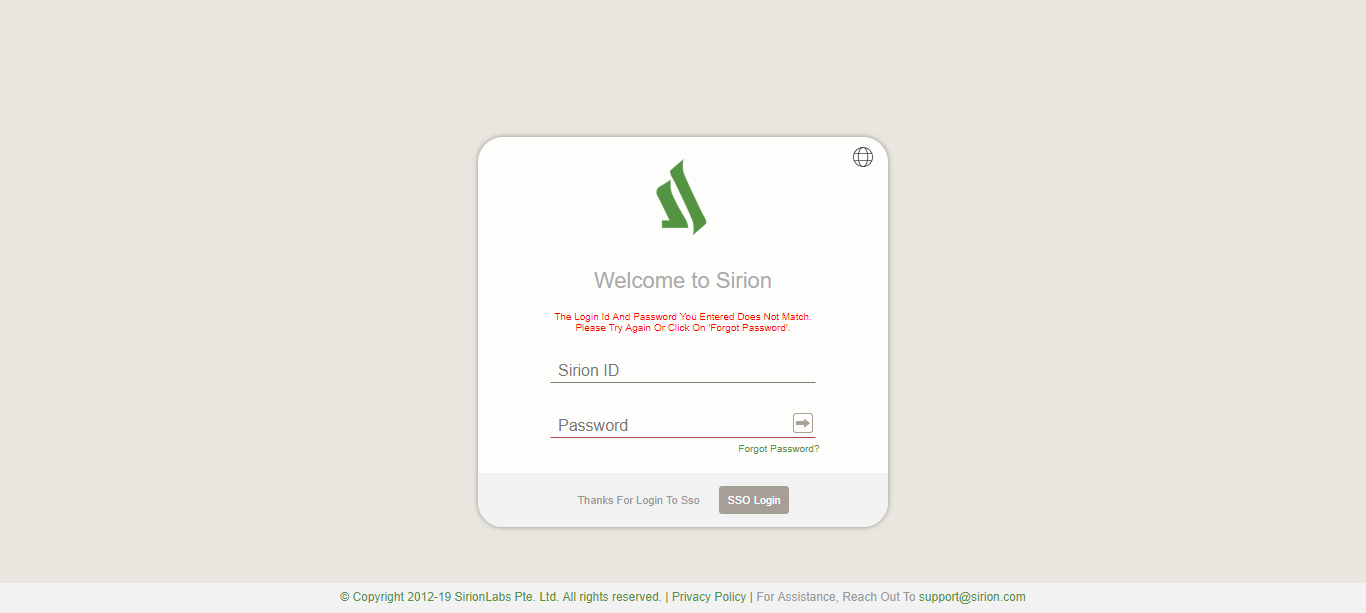 Welcome to Sirion
The Login Id And Password You Entered Does Not Match.
Please Try Again Or Click On 'Forgot Password'.
Sirion ID
Password
Forgot Password?
Thanks For Login To Sso SSO Login
© Copyright 2012-19 SirionLabs Pte. Ltd. All rights reserved. | Privacy Policy | For Assistance, Reach Out To support@sirion.com